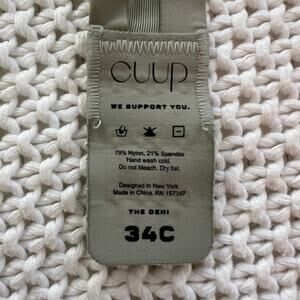 CUUP
WE SUPPORT YOU.
79% Nylon, 21% Spandex
Hand wash cold.
Do not bleach. Dry flat.
Designed in New York
Made in China, RN 157297
THE DEMI
34C